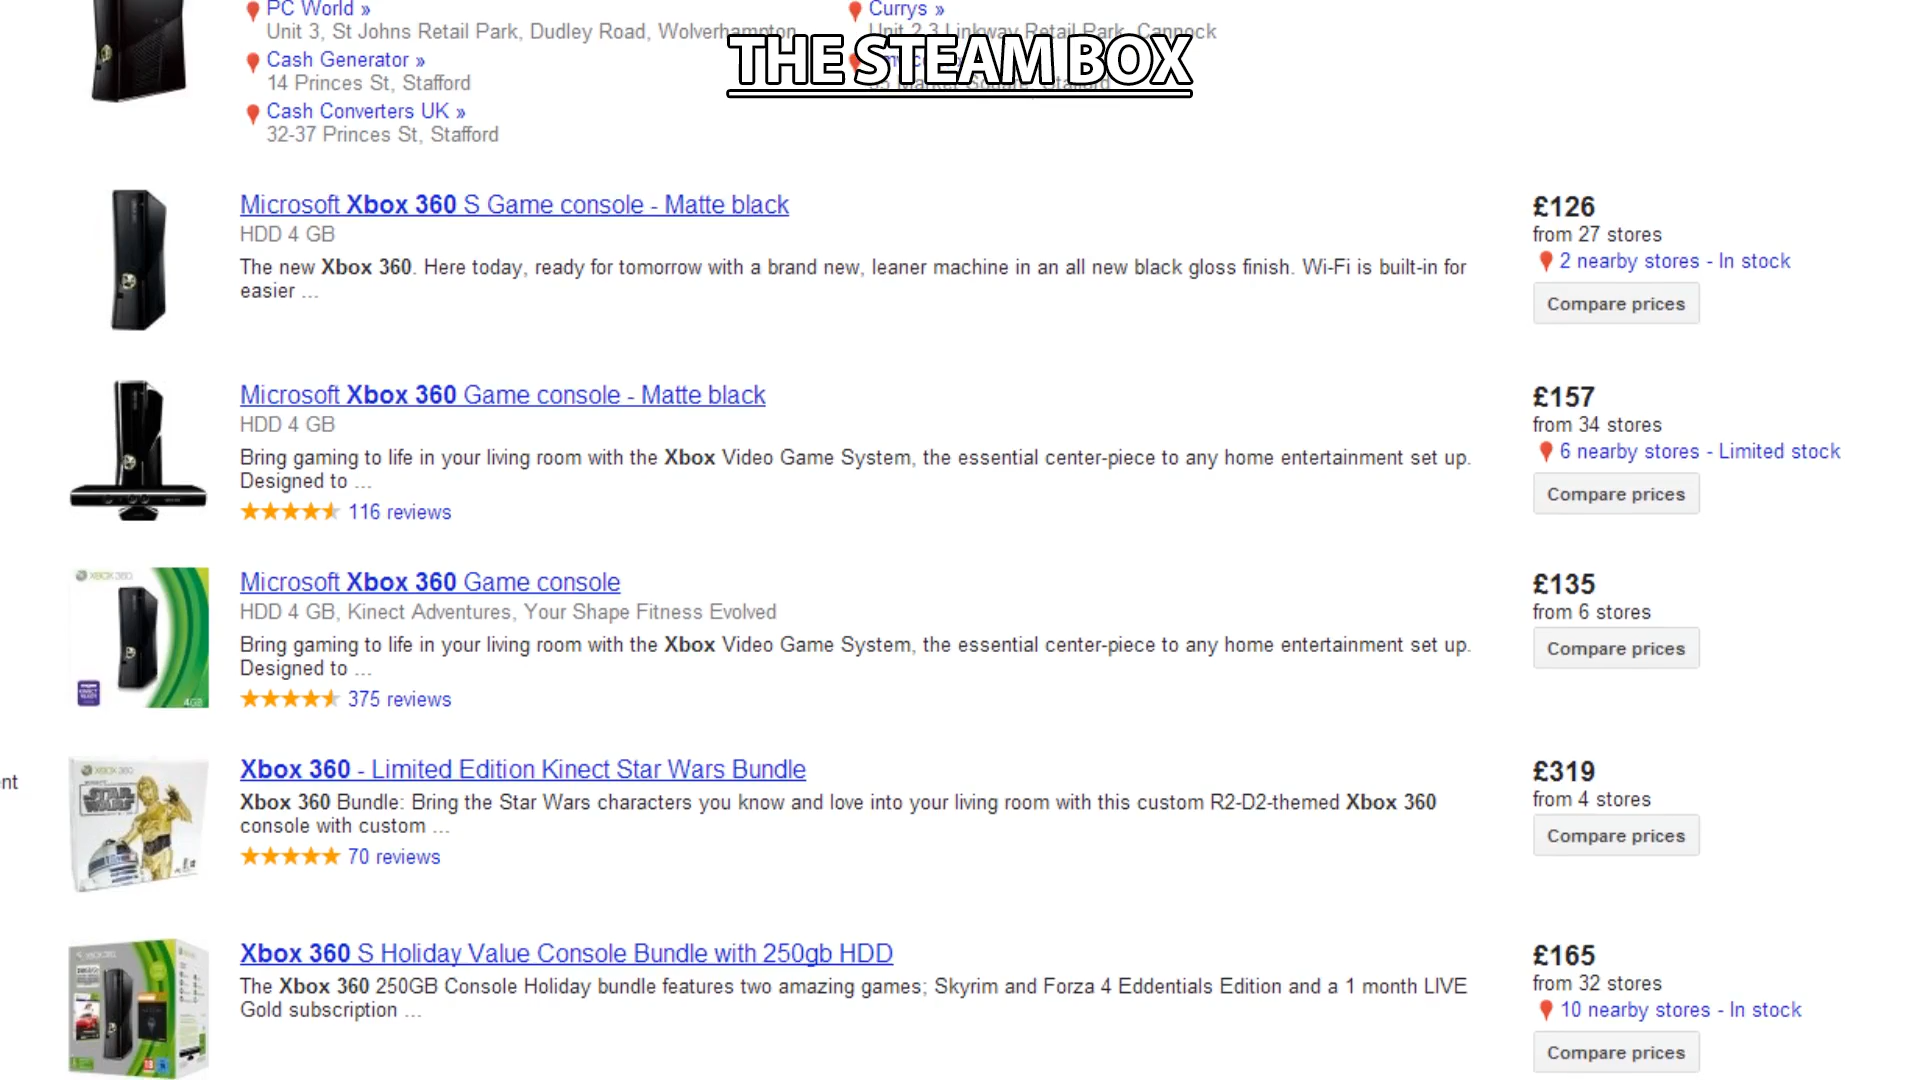 PC World »
Unit 3, St Johns Retail Park, Dudley Road, Wolverhampton
Cash Generator »
14 Princes St, Stafford
Cash Converters UK »
32-37 Princes St, Stafford
Currys »
Unit 2,3 Linkway Retail Park, Cannock
Market Square, Stafford
THE STEAM BOX
Microsoft Xbox 360 S Game console - Matte black
HDD 4 GB
The new Xbox 360. Here today, ready for tomorrow with a brand new, leaner machine in an all new black gloss finish. Wi-Fi is built-in for
easier ...
£126
from 27 stores
2 nearby stores - In stock
Compare prices
Microsoft Xbox 360 Game console - Matte black
HDD 4 GB
Bring gaming to life in your living room with the Xbox Video Game System, the essential center-piece to any home entertainment set up.
Designed to ...
116 reviews
£157
from 34 stores
6 nearby stores - Limited stock
Compare prices
XBOX 360
4GB
Microsoft Xbox 360 Game console
HDD 4 GB, Kinect Adventures, Your Shape Fitness Evolved
Bring gaming to life in your living room with the Xbox Video Game System, the essential center-piece to any home entertainment set up.
Designed to ...
375 reviews
£135
from 6 stores
Compare prices
nt
XBOX 360
STAR WARS
Xbox 360 - Limited Edition Kinect Star Wars Bundle
Xbox 360 Bundle: Bring the Star Wars characters you know and love into your living room with this custom R2-D2-themed Xbox 360
console with custom ...
70 reviews
£319
from 4 stores
Compare prices
XBOX 360
Xbox 360 S Holiday Value Console Bundle with 250gb HDD
The Xbox 360 250GB Console Holiday bundle features two amazing games; Skyrim and Forza 4 Eddentials Edition and a 1 month LIVE
Gold subscription ...
£165
from 32 stores
10 nearby stores - In stock
Compare prices